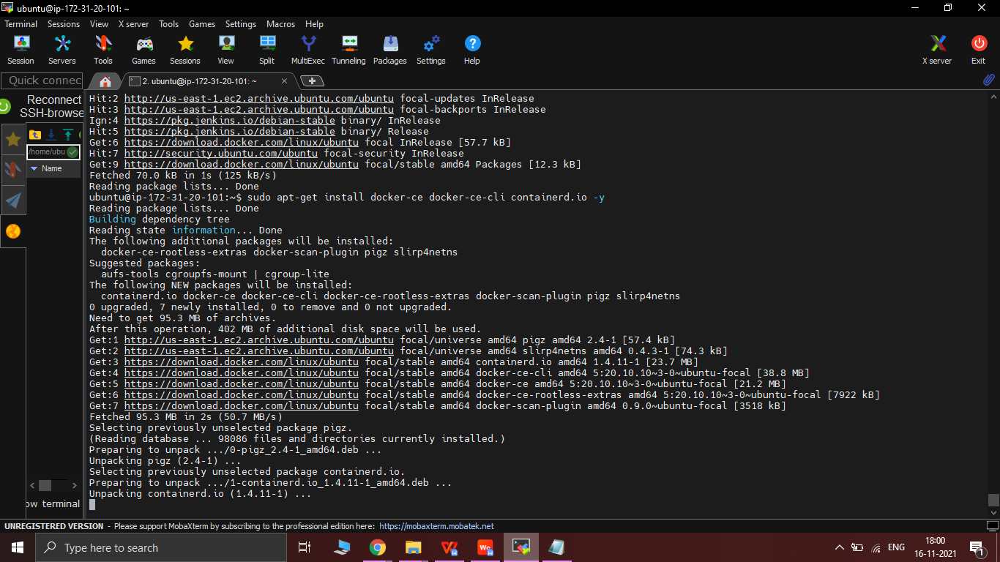 ubuntu@ip-172-31-20-101: ~
Terminal Sessions View X server Tools Games Settings Macros Help
Session Servers Tools Games Sessions View Split MultiExec Tunneling Packages Settings Help X server Exit
Quick connec
2. ubuntu@ip-172-31-20-101: ~
Reconnect
SSH-browse
/home/ubu
Name
Hit:2 http://us-east-1.ec2.archive.ubuntu.com/ubuntu focal-updates InRelease
Hit:3 http://us-east-1.ec2.archive.ubuntu.com/ubuntu focal-backports InRelease
Ign:4 https://pkg.jenkins.io/debian-stable binary/ InRelease
Hit:5 https://pkg.jenkins.io/debian-stable binary/ Release
Get:6 https://download.docker.com/linux/ubuntu focal InRelease [57.7 kB]
Hit:7 http://security.ubuntu.com/ubuntu focal-security InRelease
Get:9 https://download.docker.com/linux/ubuntu focal/stable amd64 Packages [12.3 kB]
Fetched 70.0 kB in 1s (125 kB/s)
Reading package lists... Done
ubuntu@ip-172-31-20-101:~$ sudo apt-get install docker-ce docker-ce-cli containerd.io -y
Reading package lists... Done
Building dependency tree
Reading state information... Done
The following additional packages will be installed:
docker-ce-rootless-extras docker-scan-plugin pigz slirp4netns
Suggested packages:
aufs-tools cgroupfs-mount | cgroup-lite
The following NEW packages will be installed:
containerd.io docker-ce docker-ce-cli docker-ce-rootless-extras docker-scan-plugin pigz slirp4netns
0 upgraded, 7 newly installed, 0 to remove and 0 not upgraded.
Need to get 95.3 MB of archives.
After this operation, 402 MB of additional disk space will be used.
Get:1 http://us-east-1.ec2.archive.ubuntu.com/ubuntu focal/universe amd64 pigz amd64 2.4-1 [57.4 kB]
Get:2 http://us-east-1.ec2.archive.ubuntu.com/ubuntu focal/universe amd64 slirp4netns amd64 0.4.3-1 [74.3 kB]
Get:3 https://download.docker.com/linux/ubuntu focal/stable amd64 containerd.io amd64 1.4.11-1 [23.7 MB]
Get:4 https://download.docker.com/linux/ubuntu focal/stable amd64 docker-ce-cli amd64 5:20.10.10~3-0~ubuntu-focal [38.8 MB]
Get:5 https://download.docker.com/linux/ubuntu focal/stable amd64 docker-ce amd64 5:20.10.10~3-0~ubuntu-focal [21.2 MB]
Get:6 https://download.docker.com/linux/ubuntu focal/stable amd64 docker-ce-rootless-extras amd64 5:20.10.10~3-0~ubuntu-focal [7922 kB]
Get:7 https://download.docker.com/linux/ubuntu focal/stable amd64 docker-scan-plugin amd64 0.9.0~ubuntu-focal [3518 kB]
Fetched 95.3 MB in 2s (50.7 MB/s)
Selecting previously unselected package pigz.
(Reading database ... 98086 files and directories currently installed.)
Preparing to unpack .../0-pigz_2.4-1_amd64.deb ...
Unpacking pigz (2.4-1) ...
Selecting previously unselected package containerd.io.
Preparing to unpack .../1-containerd.io_1.4.11-1_amd64.deb ...
Unpacking containerd.io (1.4.11-1) ...
ow terminal
UNREGISTERED VERSION - Please support MobaXterm by subscribing to the professional edition here: https://mobaxterm.mobatek.net
Type here to search
ENG
18:00
16-11-2021
1